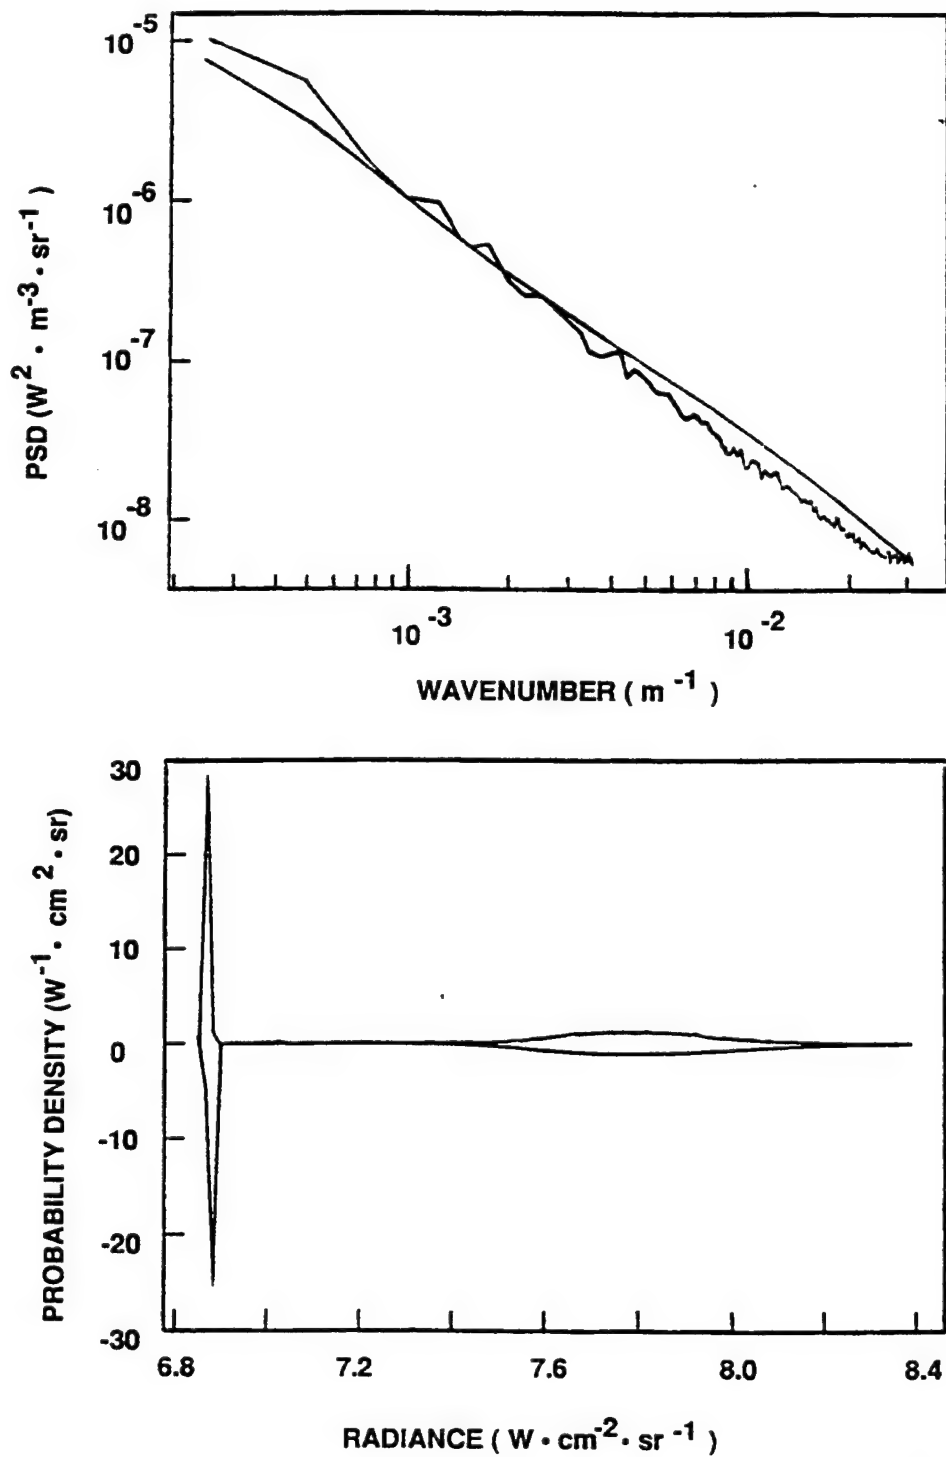 10^-5
10^-6
10^-7
10^-8
PSD (W^2 • m^-3 • sr^-1)
10^-3 10^-2
WAVENUMBER ( m^-1 )
30
20
10
0
-10
-20
-30
PROBABILITY DENSITY (W^-1 • cm^2 • sr)
6.8 7.2 7.6 8.0 8.4
RADIANCE ( W • cm^-2 • sr^-1 )